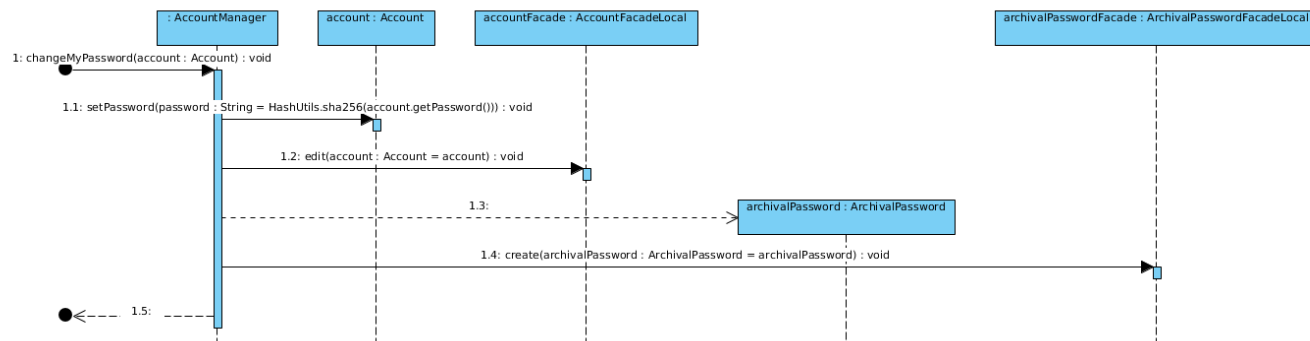 : AccountManager
account : Account
accountFacade : AccountFacadeLocal
archivalPasswordFacade : ArchivalPasswordFacadeLocal
1: changeMyPassword(account : Account) : void
1.1: setPassword(password : String = HashUtils.sha256(account.getPassword())) : void
1.2: edit(account : Account = account) : void
1.3:
archivalPassword : ArchivalPassword
1.4: create(archivalPassword : ArchivalPassword = archivalPassword) : void
1.5: